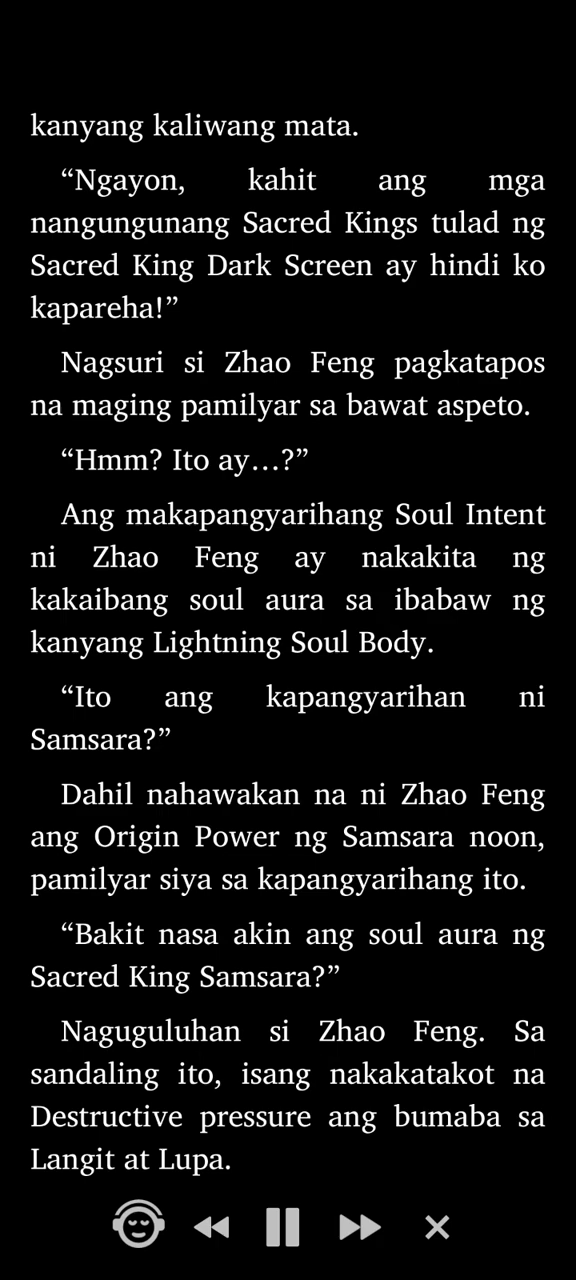 kanyang kaliwang mata.
“Ngayon, kahit ang mga
nangungunang Sacred Kings tulad ng
Sacred King Dark Screen ay hindi ko
kapareha!”
Nagsuri si Zhao Feng pagkatapos
na maging pamilyar sa bawat aspeto.
“Hmm? Ito ay…?”
Ang makapangyarihang Soul Intent
ni Zhao Feng ay nakakita ng
kakaibang soul aura sa ibabaw ng
kanyang Lightning Soul Body.
“Ito ang kapangyarihan ni
Samsara?”
Dahil nahawakan na ni Zhao Feng
ang Origin Power ng Samsara noon,
pamilyar siya sa kapangyarihang ito.
“Bakit nasa akin ang soul aura ng
Sacred King Samsara?”
Naguguluhan si Zhao Feng. Sa
sandaling ito, isang nakakatakot na
Destructive pressure ang bumaba sa
Langit at Lupa.